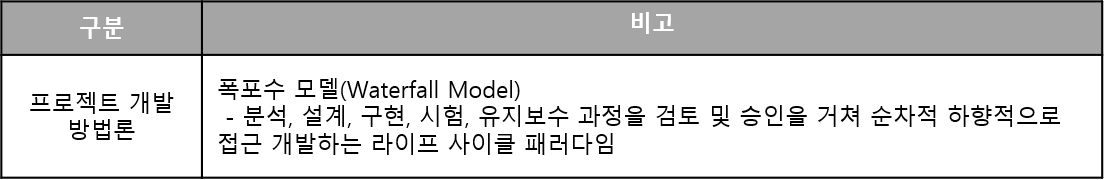 구분
비고
프로젝트 개발
방법론
폭포수 모델(Waterfall Model)
- 분석, 설계, 구현, 시험, 유지보수 과정을 검토 및 승인을 거쳐 순차적 하향적으로
접근 개발하는 라이프 사이클 패러다임